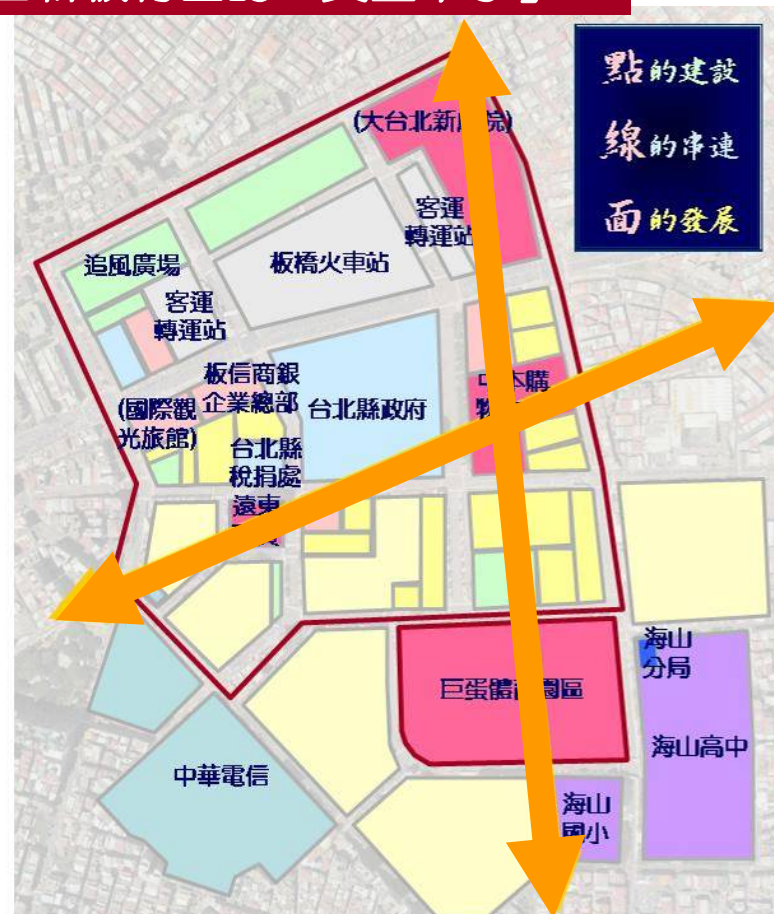 點的建設
線的串連
面的發展
(大台北新
院)
客運
轉運站
板橋火車站
追風廣場
客運
轉運站
板信商銀
企業總部
(國際觀
光旅館)
台北縣政府
台北縣
稅捐處
遠東
本購
物
海山
分局
巨蛋體
園區
海山高中
中華電信
海山
國小